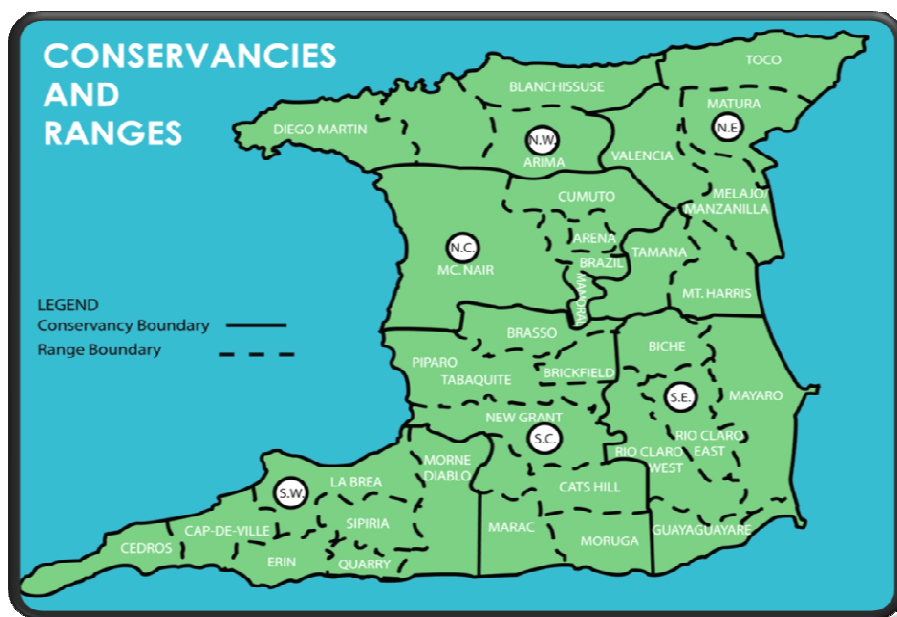 CONSERVANCIES
AND
RANGES
TOCO
BLANCHISSUSE
MATURA
DIEGO MARTIN
N.W.
N.E.
ARIMA
VALENCIA
CUMUTO
MELAJO/
MANZANILLA
ARENA
N.C.
TAMANA
BRAZIL
MC. NAIR
MANORAL
MT. HARRIS
LEGEND
Conservancy Boundary
Range Boundary
BRASSO
BICHE
PIPARO
BRICKFIELD
TABAQUITE
S.E.
MAYARO
NEW GRANT
S.C.
RIO CLARO
EAST
RIO CLARO
WEST
MORNE
DIABLO
LA BREA
S.W.
CATS HILL
SIPIRIA
CAP-DE-VILLE
MARAC
GUAYAGUAYARE
MORUGA
CEDROS
ERIN
QUARRY